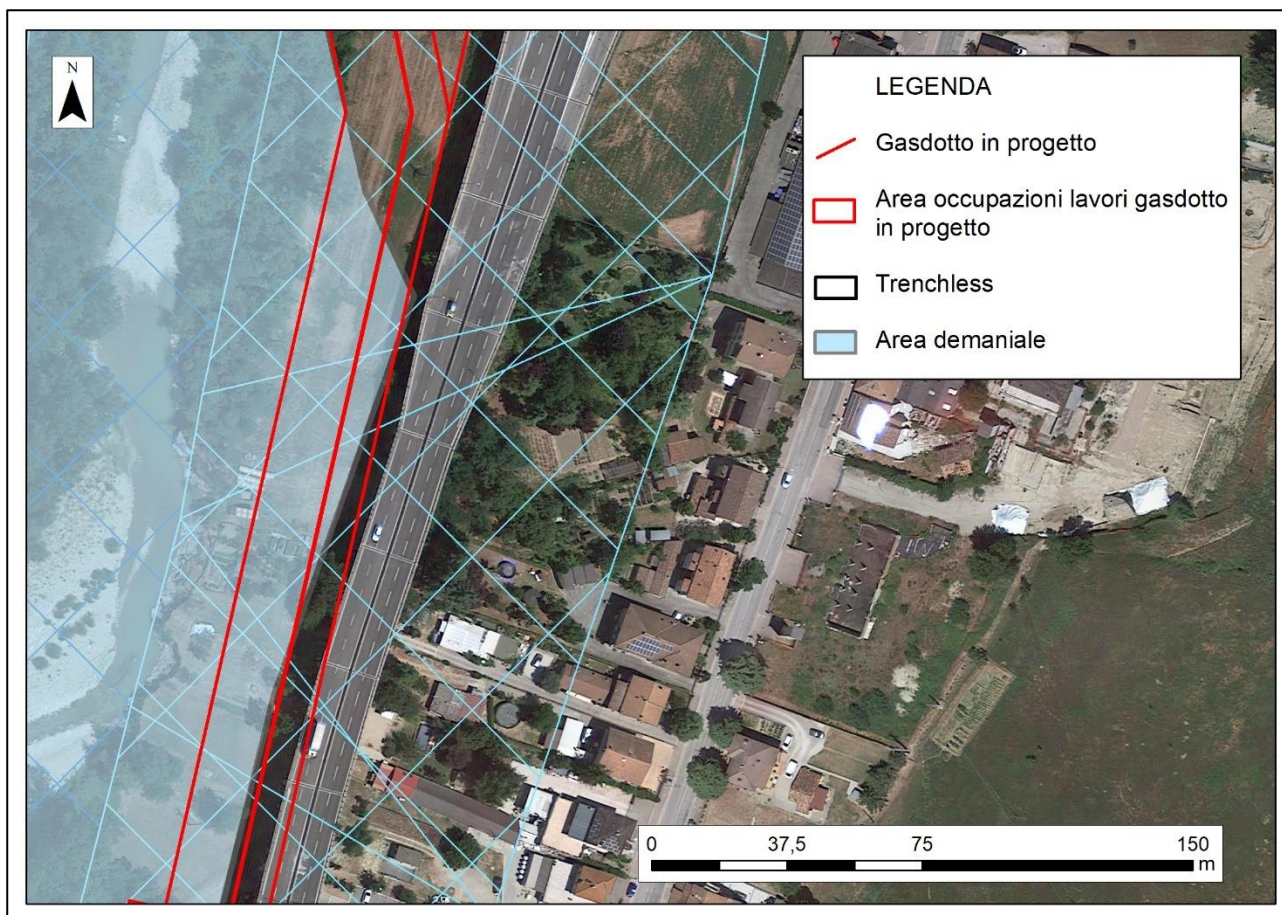 N
LEGENDA
Gasdotto in progetto
Area occupazioni lavori gasdotto
in progetto
Trenchless
Area demaniale
0 37,5 75 150
m